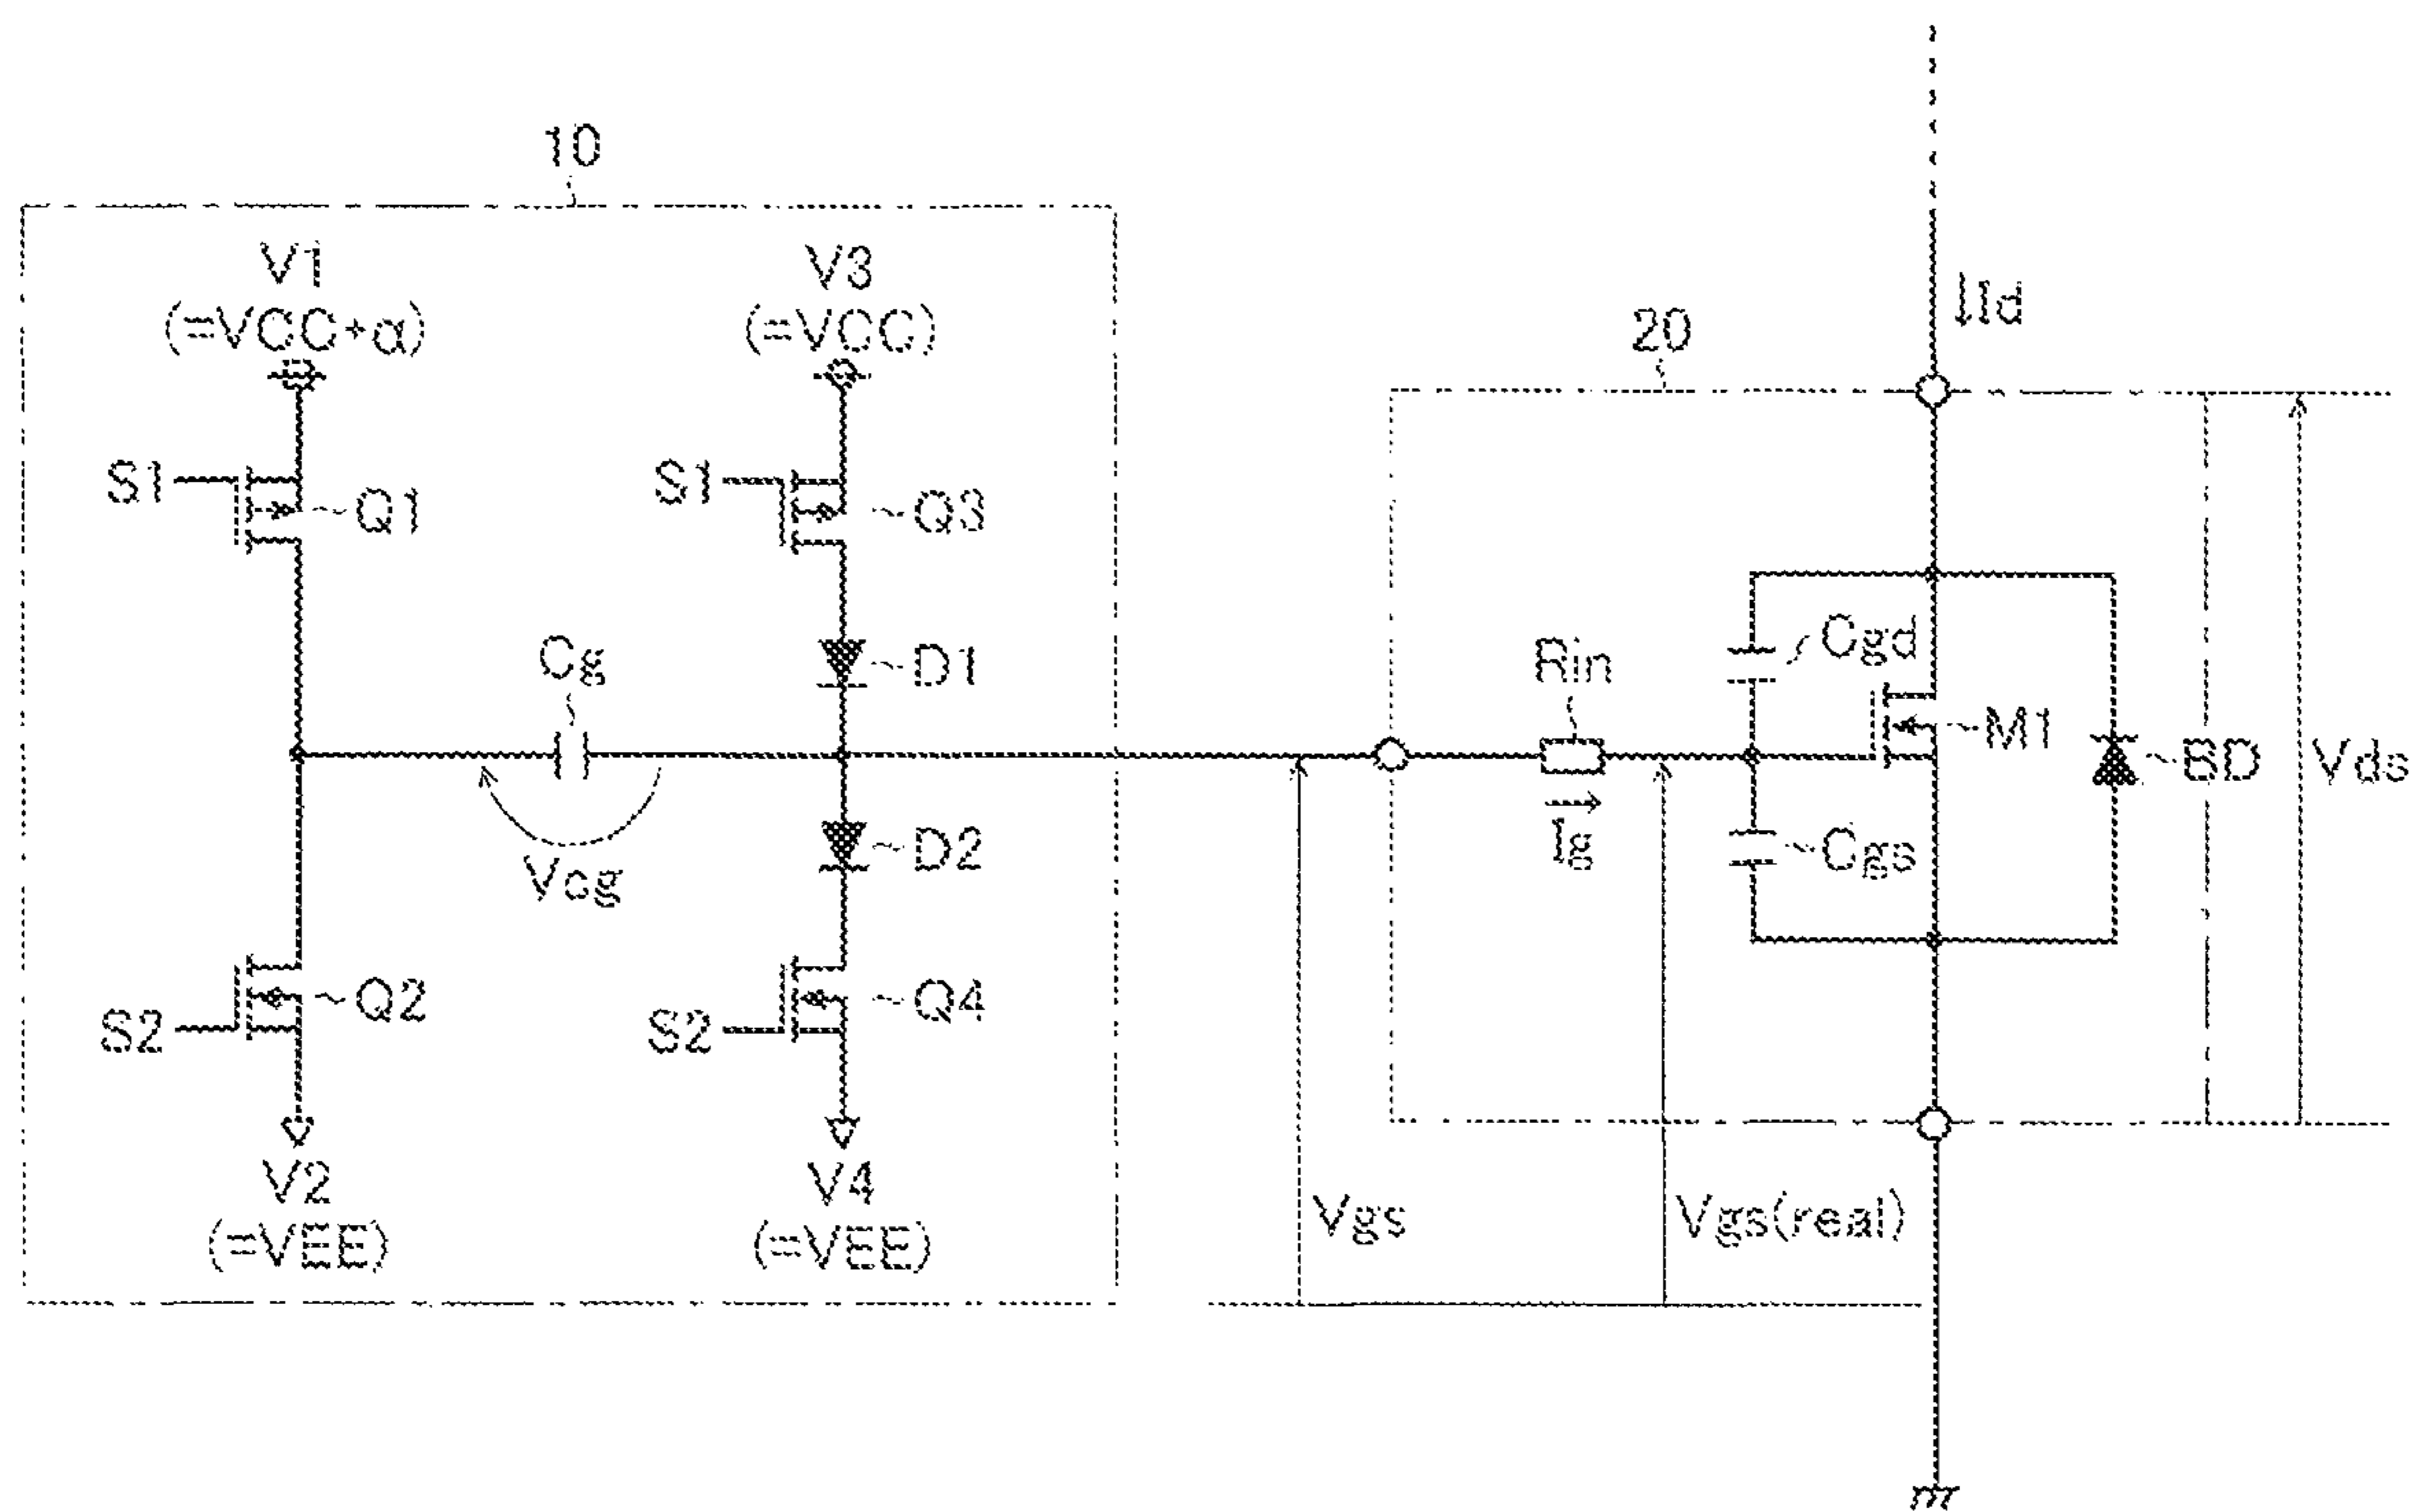 10
V1
(=VCC+α)
V3
(=VCC)
Id
20
S1
Q1
S1
Q3
Cg
D1
Rin
Cgd
M1
BD
Vds
Vcg
D2
Ig
Cgs
S2
Q2
S2
Q4
V2
(=VEE)
V4
(=VEE)
Vgs
Vgs(real)